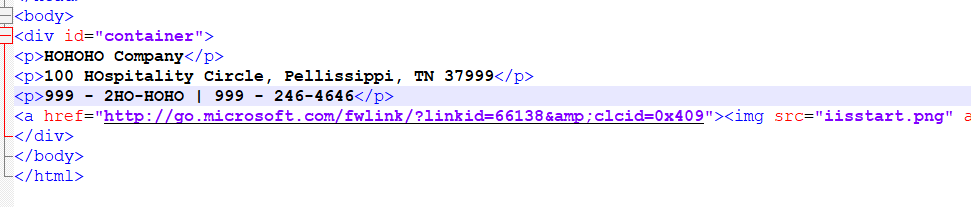 <body>
<div id="container">
<p>HOHOHO Company</p>
<p>100 HOspitality Circle, Pellissippi, TN 37999</p>
<p>999 - 2HO-HOHO | 999 - 246-4646</p>
<a href="http://go.microsoft.com/fwlink/?linkid=66138&amp;clcid=0x409"><img src="iisstart.png" a
</div>
</body>
</html>